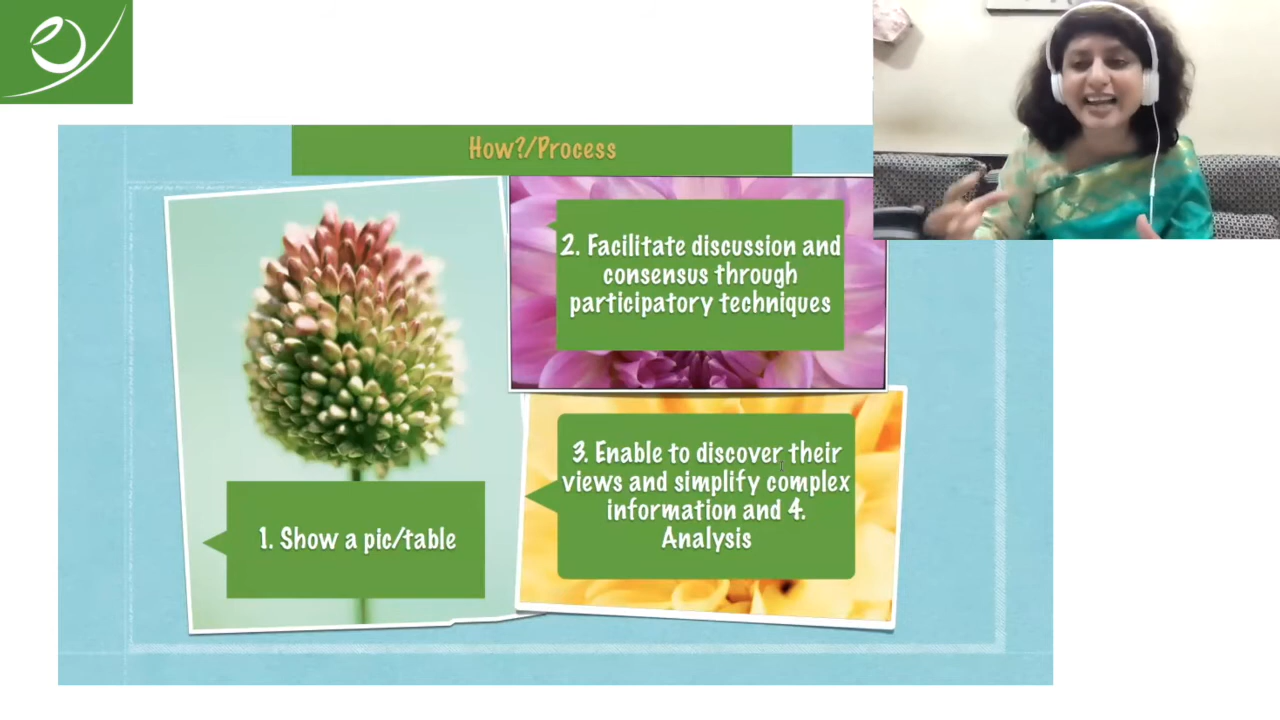 How?/Process
1. Show a pic/table
2. Facilitate discussion and
consensus through
participatory techniques
3. Enable to discover their
views and simplify complex
information and 4.
Analysis